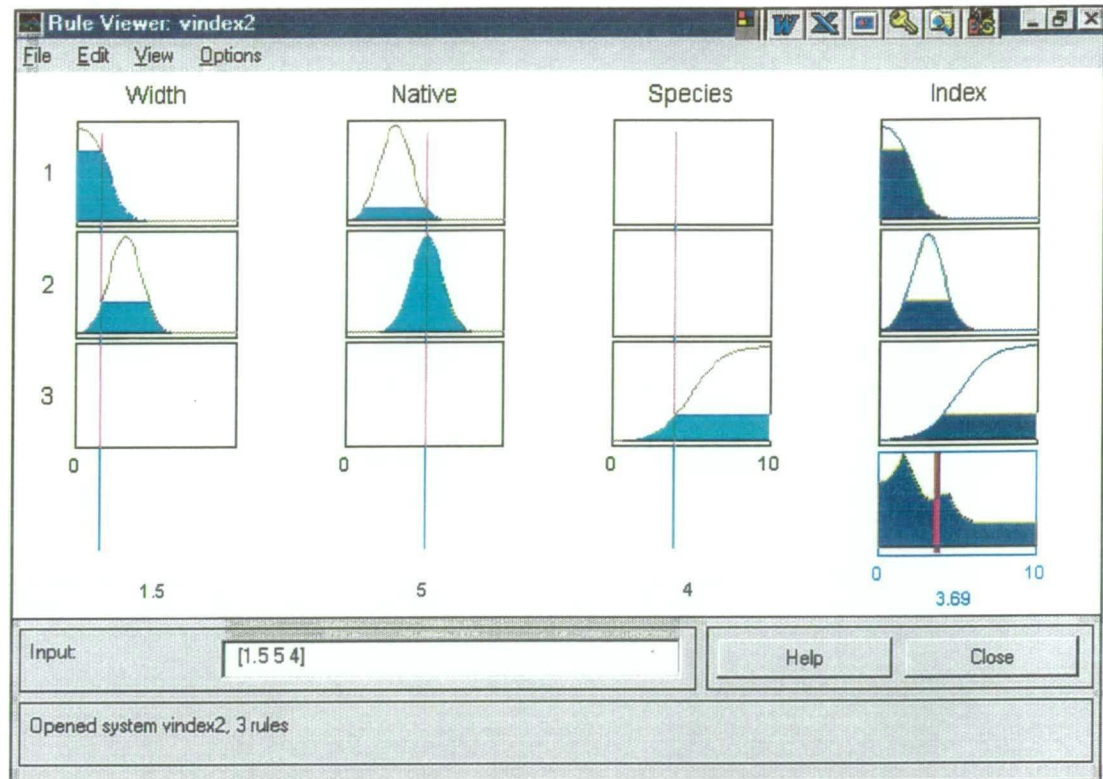 Rule Viewer: vindex2
File Edit View Options
Width Native Species Index
1
2
3
0 0 0 10
0 10
1.5 5 4 3.69
Input: [1.5 5 4] Help Close
Opened system vindex2, 3 rules